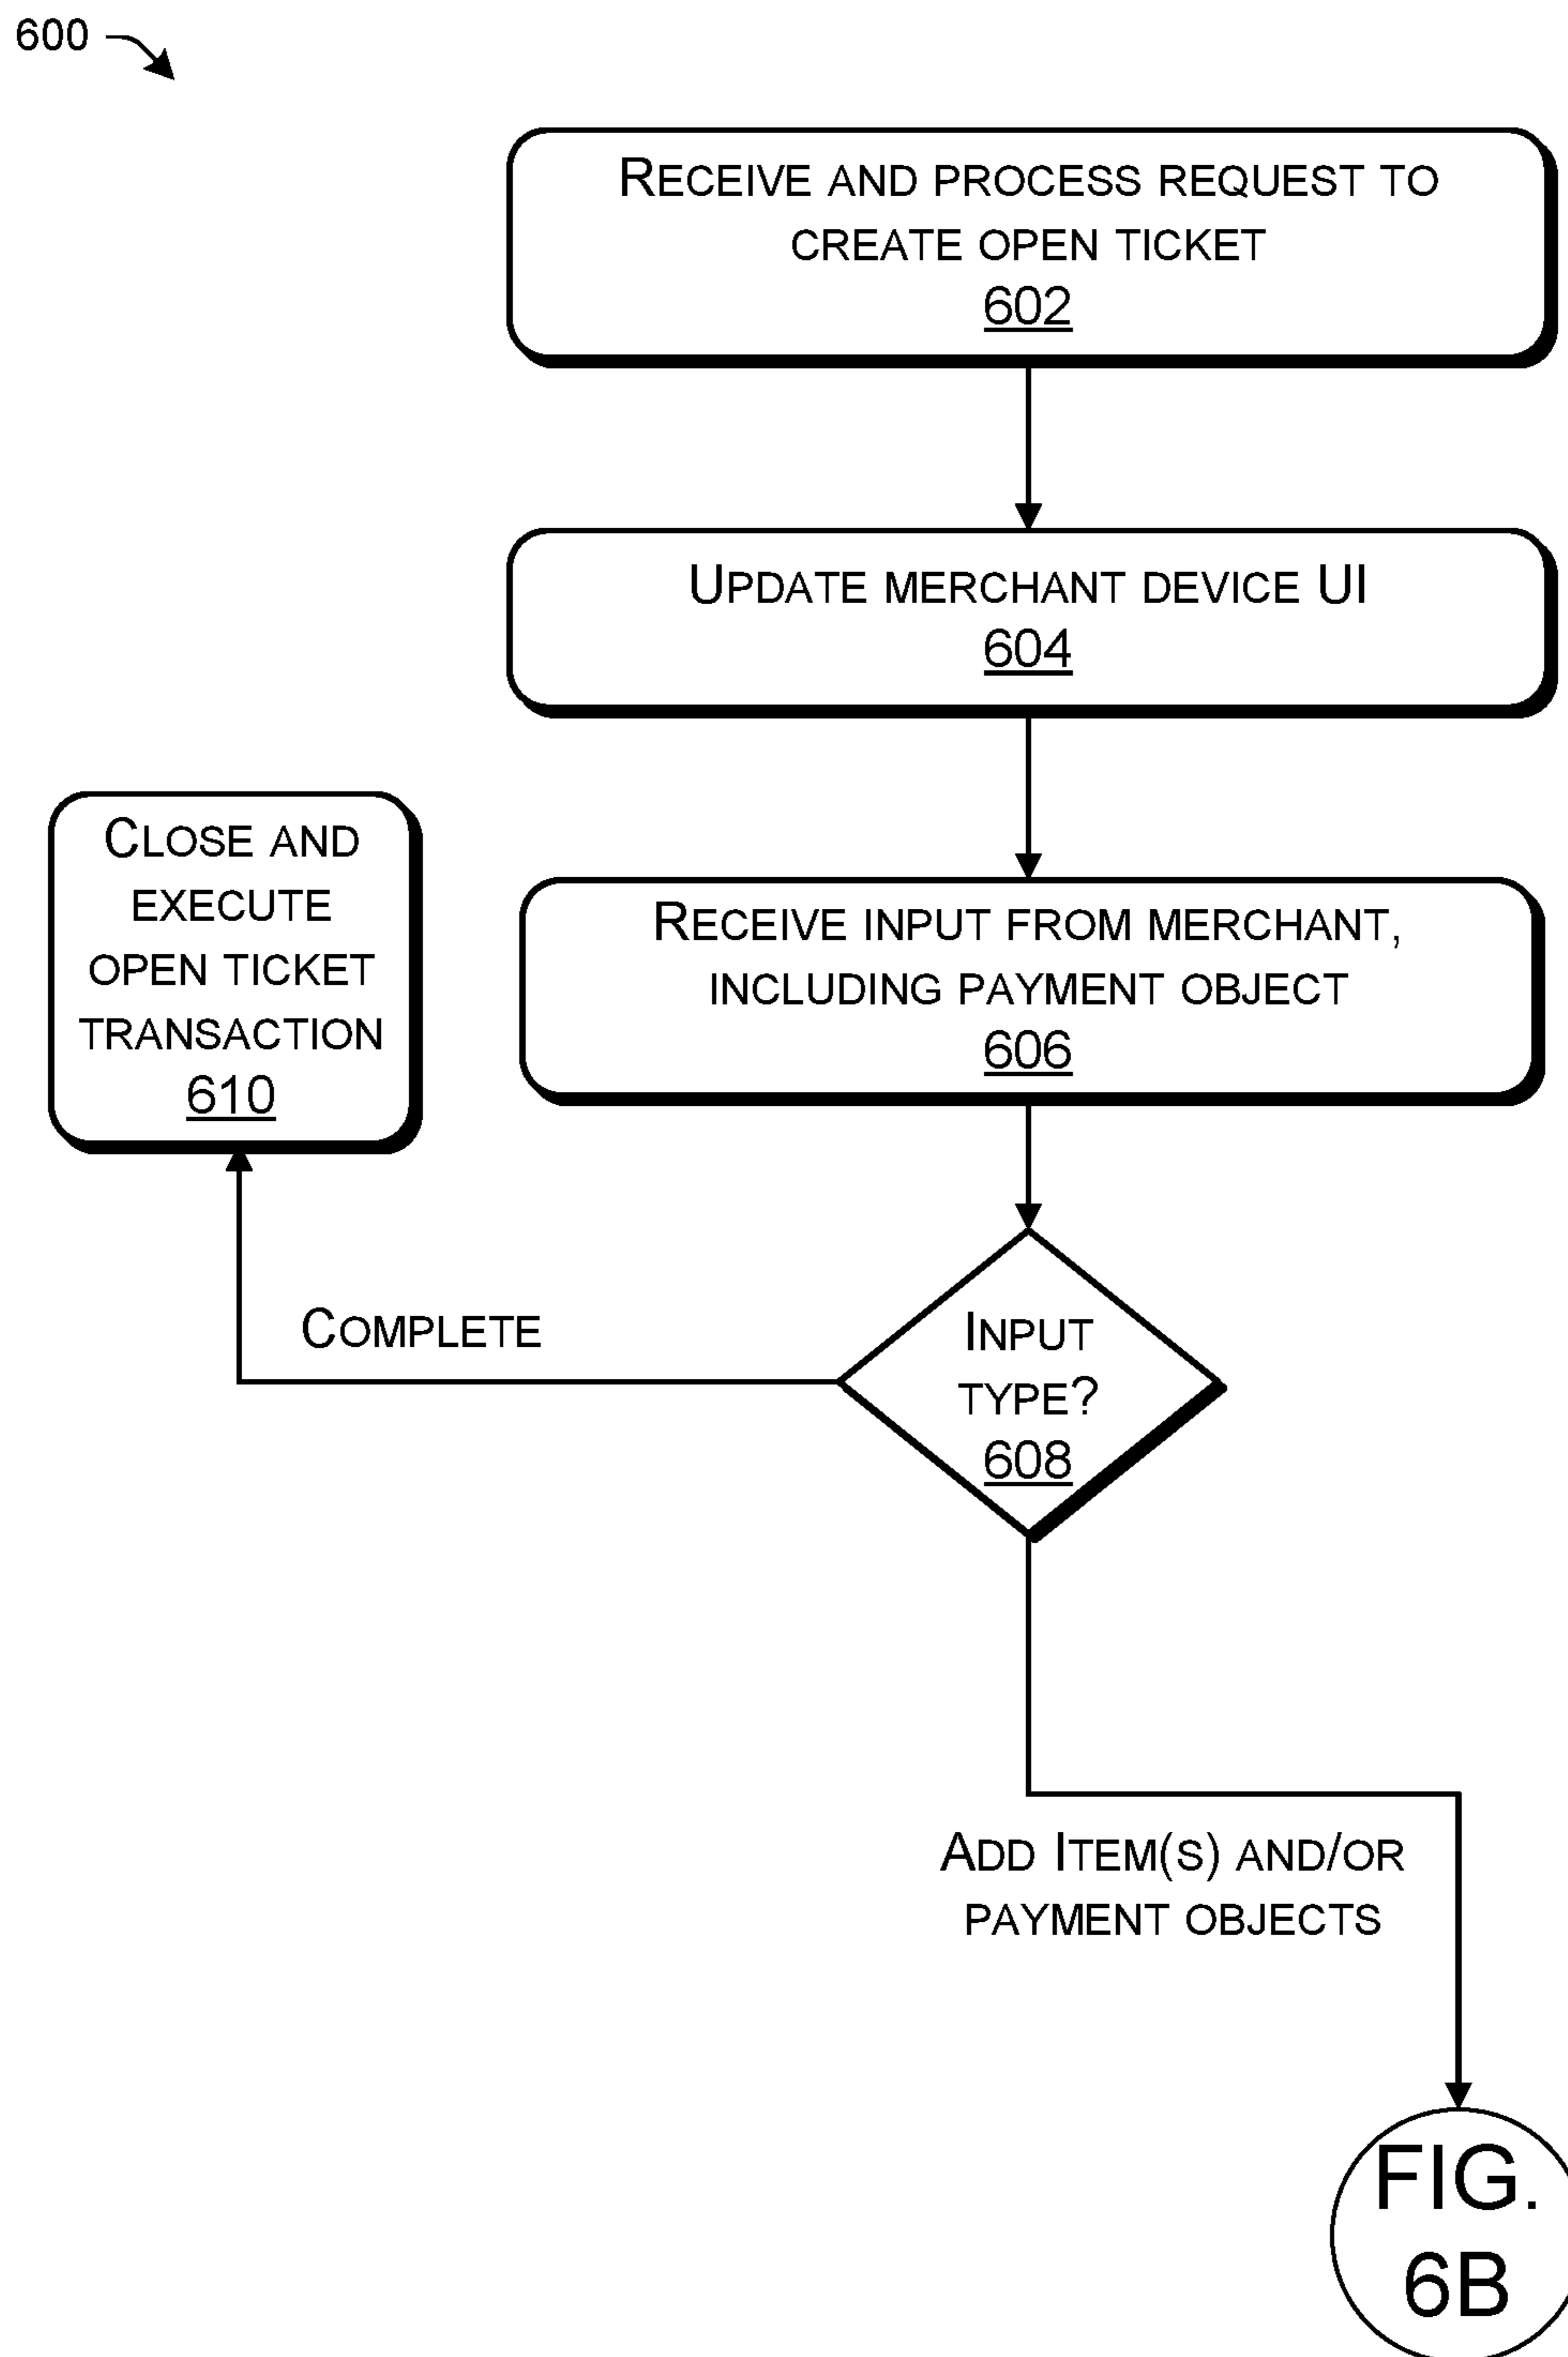 600
RECEIVE AND PROCESS REQUEST TO
CREATE OPEN TICKET
602
UPDATE MERCHANT DEVICE UI
604
CLOSE AND
EXECUTE
OPEN TICKET
TRANSACTION
610
RECEIVE INPUT FROM MERCHANT,
INCLUDING PAYMENT OBJECT
606
COMPLETE
INPUT
TYPE?
608
ADD ITEM(S) AND/OR
PAYMENT OBJECTS
FIG.
6B